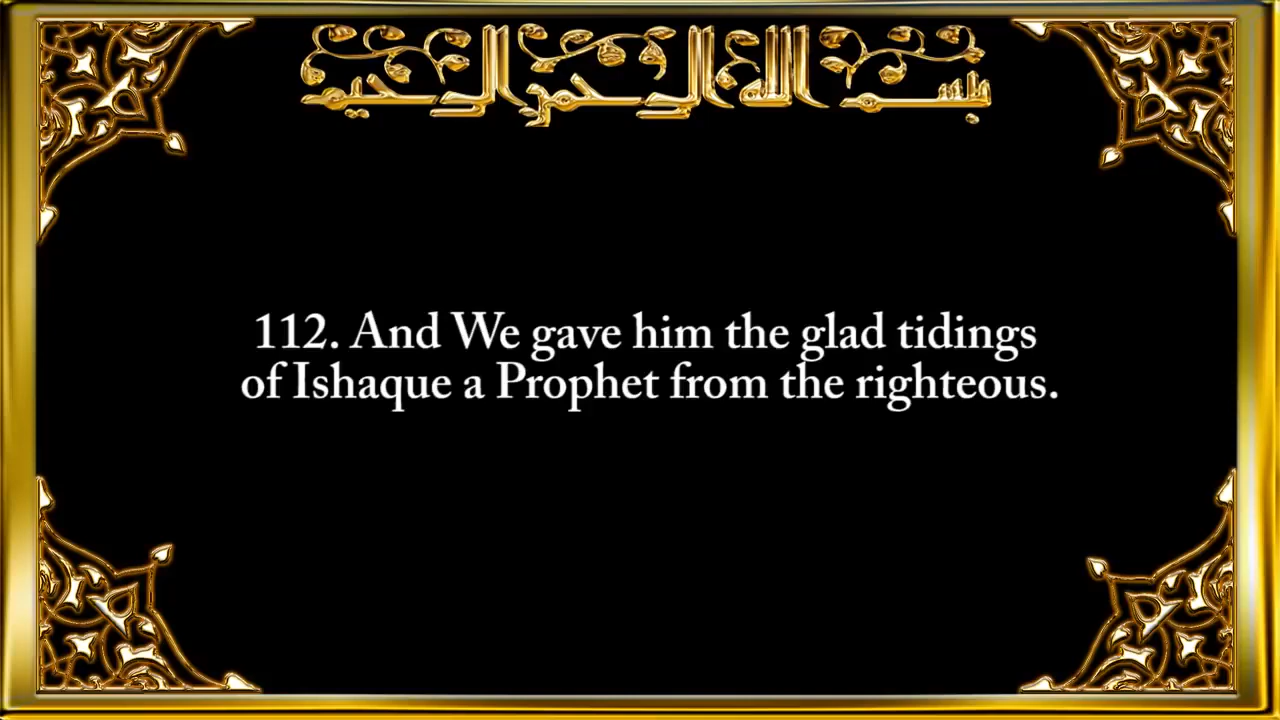 بسم الله الرحمن الرحيم
112. And We gave him the glad tidings
of Ishaque a Prophet from the righteous.